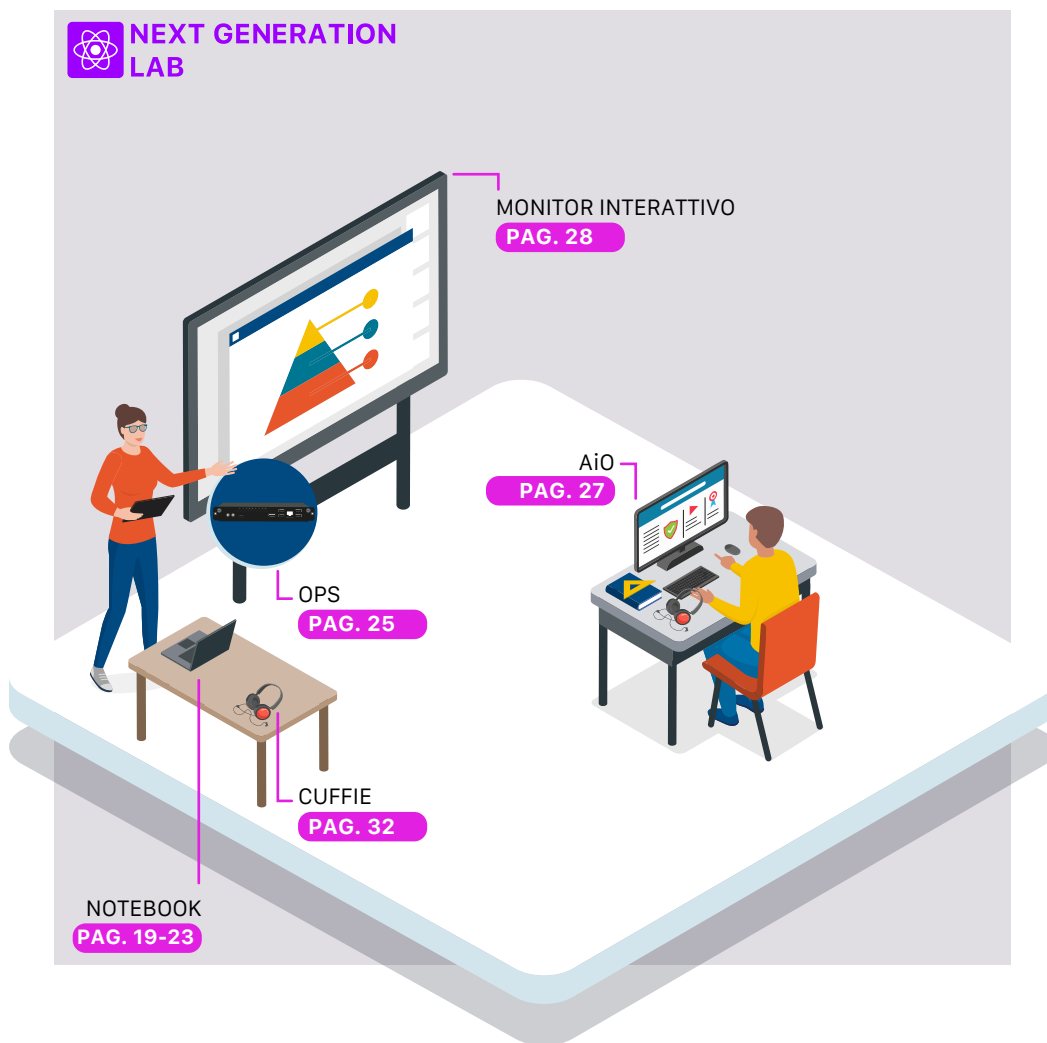 NEXT GENERATION
LAB
MONITOR INTERATTIVO
PAG. 28
AiO
PAG. 27
OPS
PAG. 25
CUFFIE
PAG. 32
NOTEBOOK
PAG. 19-23